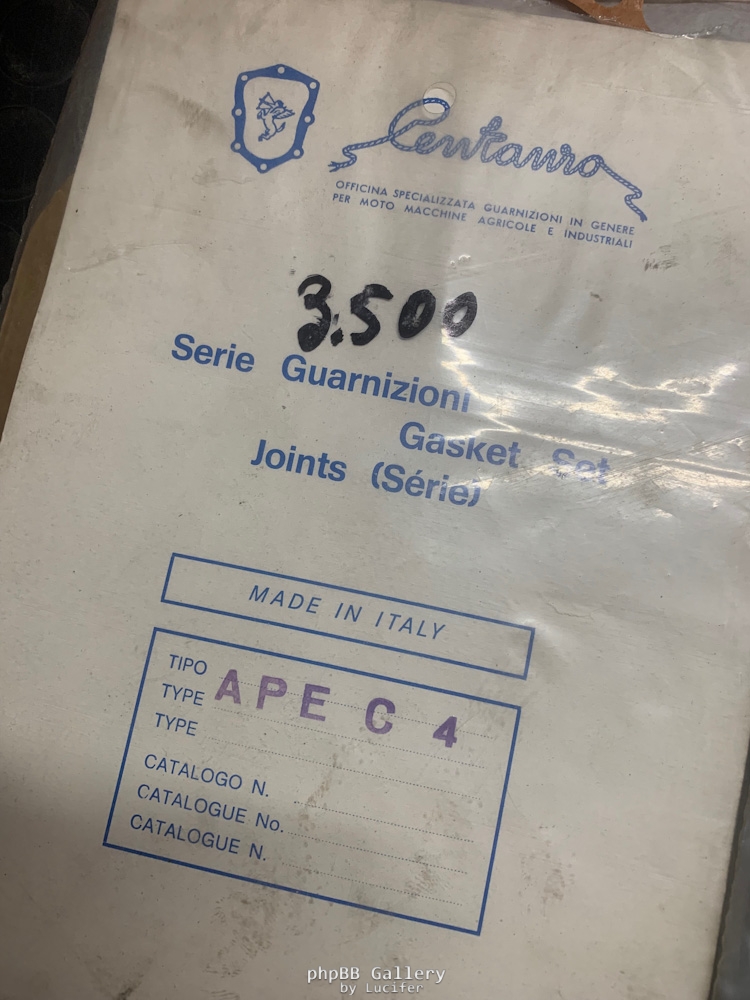 Centauro
OFFICINA SPECIALIZZATA GUARNIZIONI IN GENERE
PER MOTO MACCHINE AGRICOLE E INDUSTRIALI
3.500
Serie Guarnizioni
Gasket Set
Joints (Série)
MADE IN ITALY
TIPO
TYPE APE C 4
TYPE
CATALOGO N.
CATALOGUE No.
CATALOGUE N.
phpBB Gallery
by Lucifer